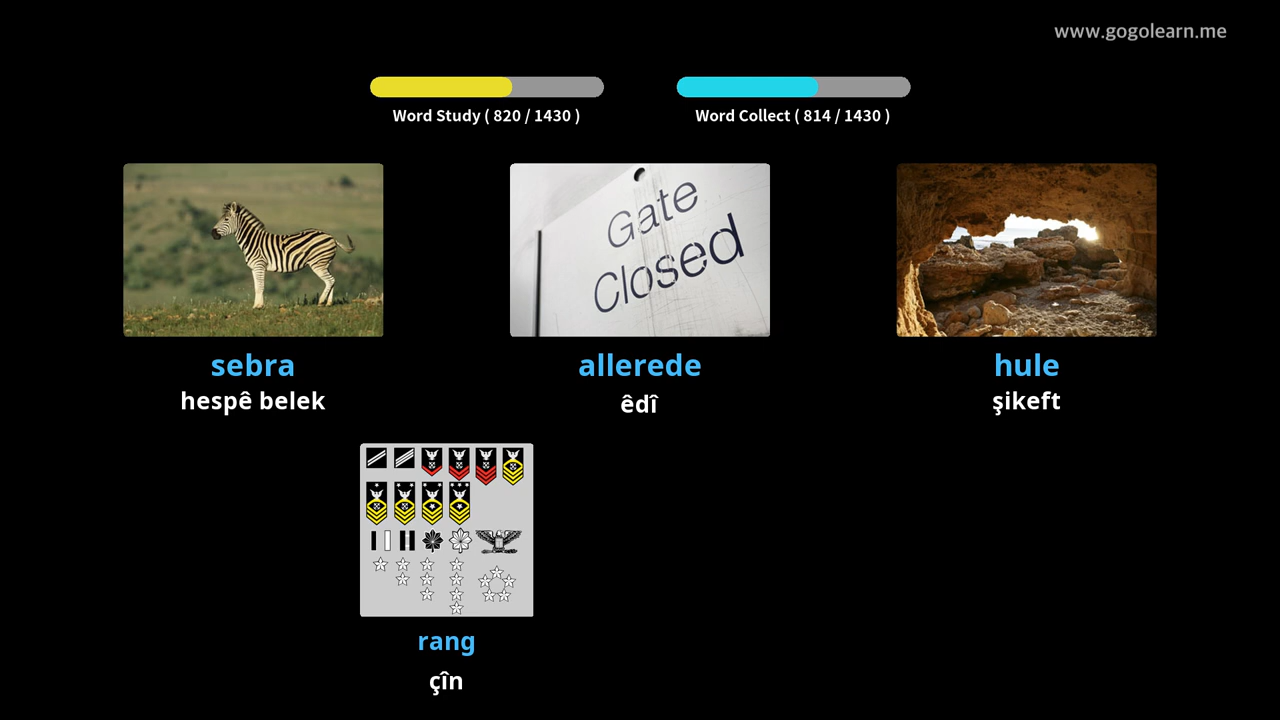 www.gogolearn.me
Word Study ( 820 / 1430 )
Word Collect ( 814 / 1430 )
Gate
Closed
sebra
hespê belek
allerede
êdî
hule
şikeft
rang
çîn